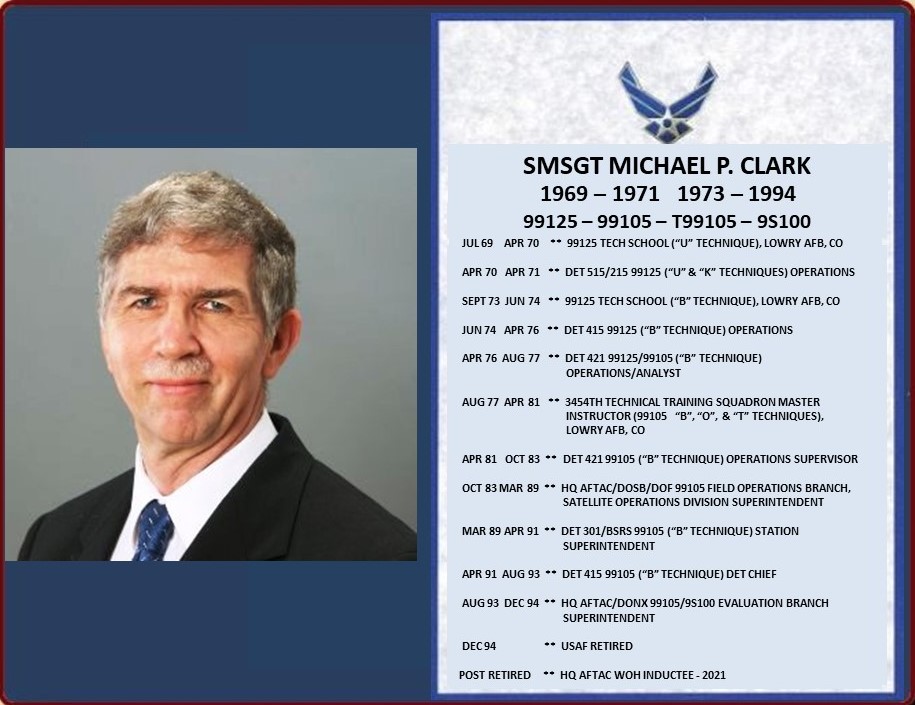 SMSGT MICHAEL P. CLARK
1969 – 1971 1973 – 1994
99125 – 99105 – T99105 – 9S100
JUL 69 APR 70 ** 99125 TECH SCHOOL (“U” TECHNIQUE), LOWRY AFB, CO
APR 70 APR 71 ** DET 515/215 99125 (“U” & “K” TECHNIQUES) OPERATIONS
SEPT 73 JUN 74 ** 99125 TECH SCHOOL (“B” TECHNIQUE), LOWRY AFB, CO
JUN 74 APR 76 ** DET 415 99125 (“B” TECHNIQUE) OPERATIONS
APR 76 AUG 77 ** DET 421 99125/99105 (“B” TECHNIQUE)
OPERATIONS/ANALYST
AUG 77 APR 81 ** 3454TH TECHNICAL TRAINING SQUADRON MASTER
INSTRUCTOR (99105 “B”, “O”, & “T” TECHNIQUES),
LOWRY AFB, CO
APR 81 OCT 83 ** DET 421 99105 (“B” TECHNIQUE) OPERATIONS SUPERVISOR
OCT 83 MAR 89 ** HQ AFTAC/DOSB/DOF 99105 FIELD OPERATIONS BRANCH,
SATELLITE OPERATIONS DIVISION SUPERINTENDENT
MAR 89 APR 91 ** DET 301/BSRS 99105 (“B” TECHNIQUE) STATION
SUPERINTENDENT
APR 91 AUG 93 ** DET 415 99105 (“B” TECHNIQUE) DET CHIEF
AUG 93 DEC 94 ** HQ AFTAC/DONX 99105/9S100 EVALUATION BRANCH
SUPERINTENDENT
DEC 94 ** USAF RETIRED
POST RETIRED ** HQ AFTAC WOH INDUCTEE - 2021